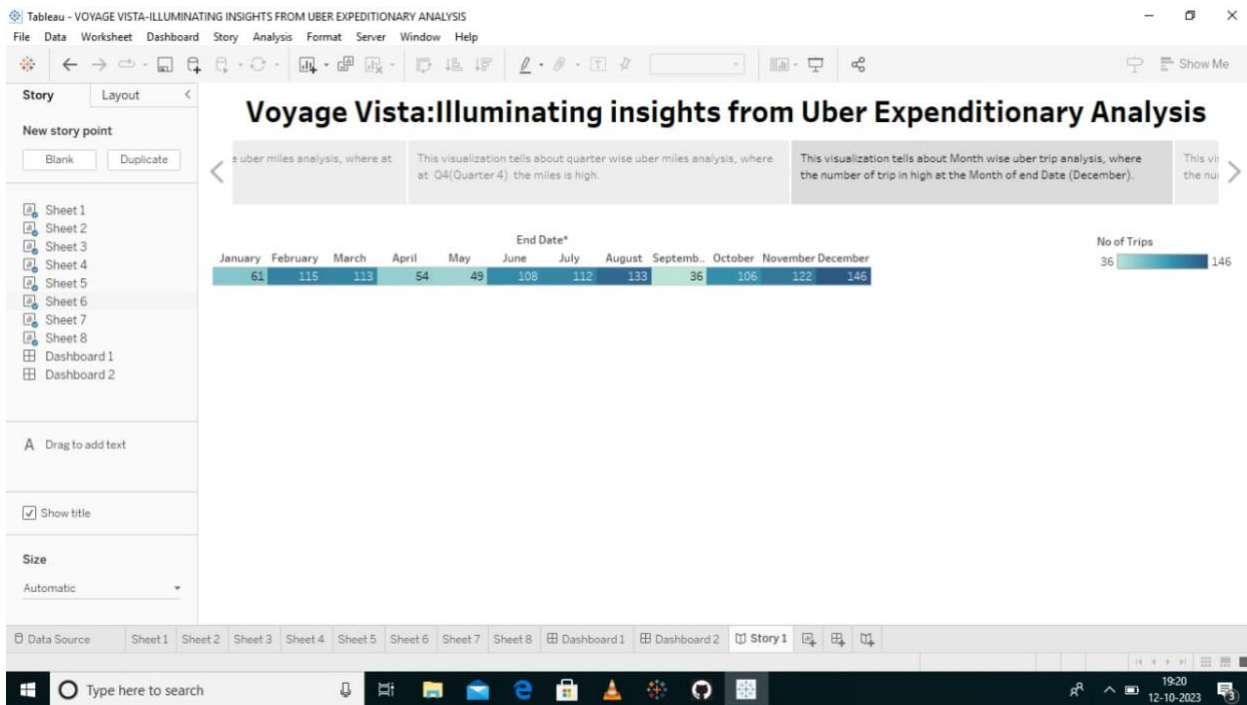 Tableau - VOYAGE VISTA-ILLUMINATING INSIGHTS FROM UBER EXPEDITIONARY ANALYSIS
File Data Worksheet Dashboard Story Analysis Format Server Window Help
Show Me
Story Layout
New story point
Blank Duplicate
Sheet 1
Sheet 2
Sheet 3
Sheet 4
Sheet 5
Sheet 6
Sheet 7
Sheet 8
Dashboard 1
Dashboard 2
A Drag to add text
Show title
Size
Automatic
Voyage Vista:Illuminating insights from Uber Expenditionary Analysis
e uber miles analysis, where at
This visualization tells about quarter wise uber miles analysis, where
at Q4(Quarter 4) the miles is high.
This visualization tells about Month wise uber trip analysis, where
the number of trip in high at the Month of end Date (December).
This
the
End Date*
January February March April May June July August Septemb.. October November December
61 115 113 54 49 108 112 133 36 106 122 146
No of Trips
36 146
Data Source Sheet 1 Sheet 2 Sheet 3 Sheet 4 Sheet 5 Sheet 6 Sheet 7 Sheet 8 Dashboard 1 Dashboard 2 Story 1
Type here to search
19:20
12-10-2023
3